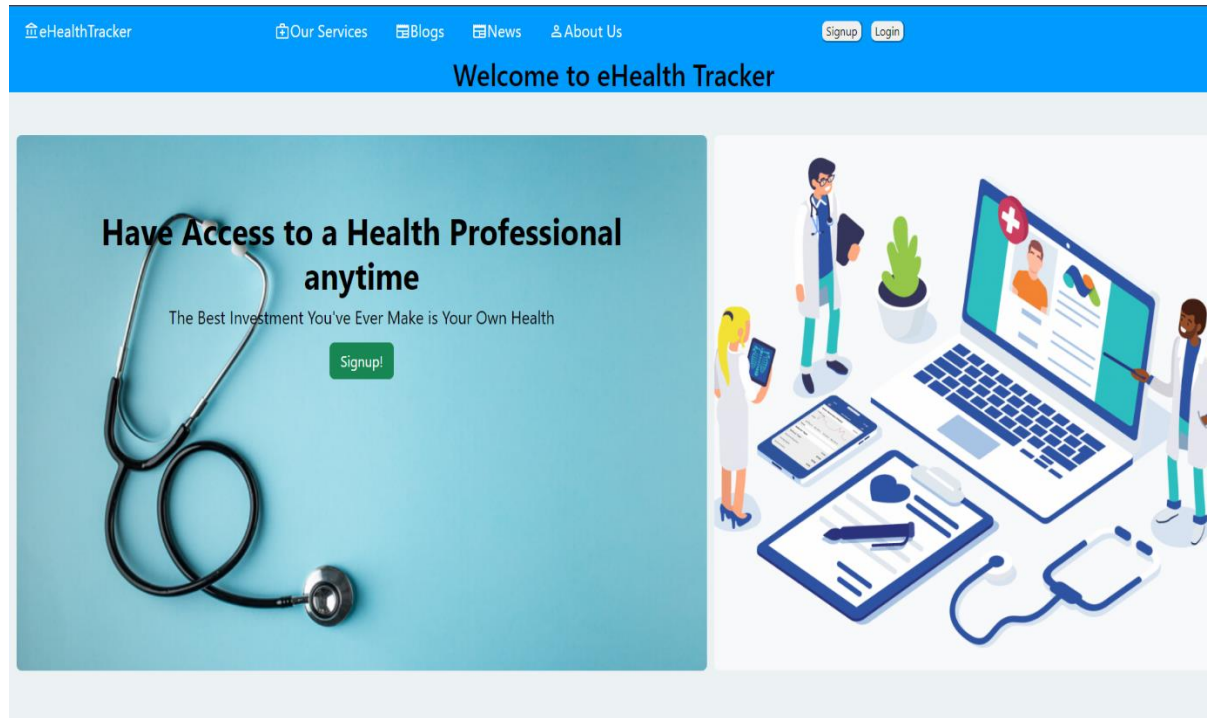 eHealthTracker
Our Services
Blogs
News
About Us
Signup
Login
Welcome to eHealth Tracker
Have Access to a Health Professional
anytime
The Best Investment You've Ever Make is Your Own Health
Signup!